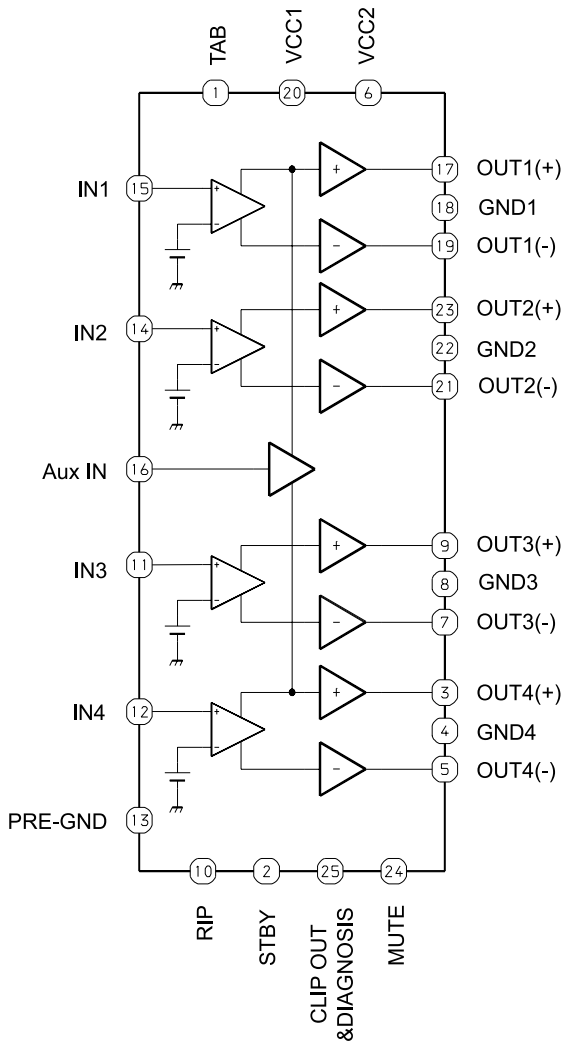 TAB
VCC1
VCC2
1
20
6
IN1
15
+
-
+
17
OUT1(+)
18
GND1
-
19
OUT1(-)
IN2
14
+
-
+
23
OUT2(+)
22
GND2
-
21
OUT2(-)
Aux IN
16
IN3
11
+
-
+
9
OUT3(+)
8
GND3
-
7
OUT3(-)
IN4
12
+
-
+
3
OUT4(+)
4
GND4
-
5
OUT4(-)
PRE-GND
13
10
2
25
24
RIP
STBY
CLIP OUT
&DIAGNOSIS
MUTE